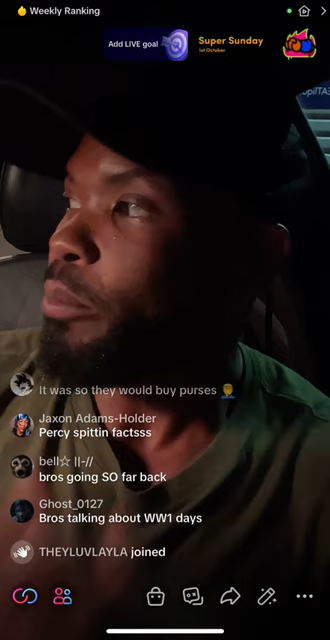 Weekly Ranking
Add LIVE goal
Super Sunday
1st October
It was so they would buy purses
Jaxon Adams-Holder
Percy spittin factsss
bell☆ ||-//
bros going SO far back
Ghost_0127
Bros talking about WW1 days
THEYLUVLAYLA joined